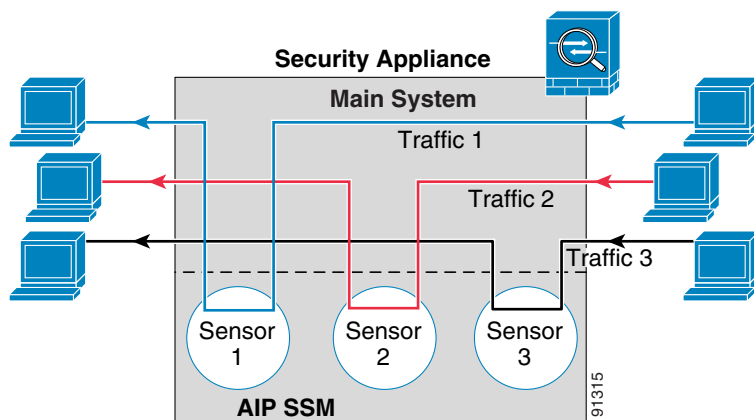 Security Appliance
Main System
Traffic 1
Traffic 2
Traffic 3
Sensor
1
Sensor
2
Sensor
3
AIP SSM
91315